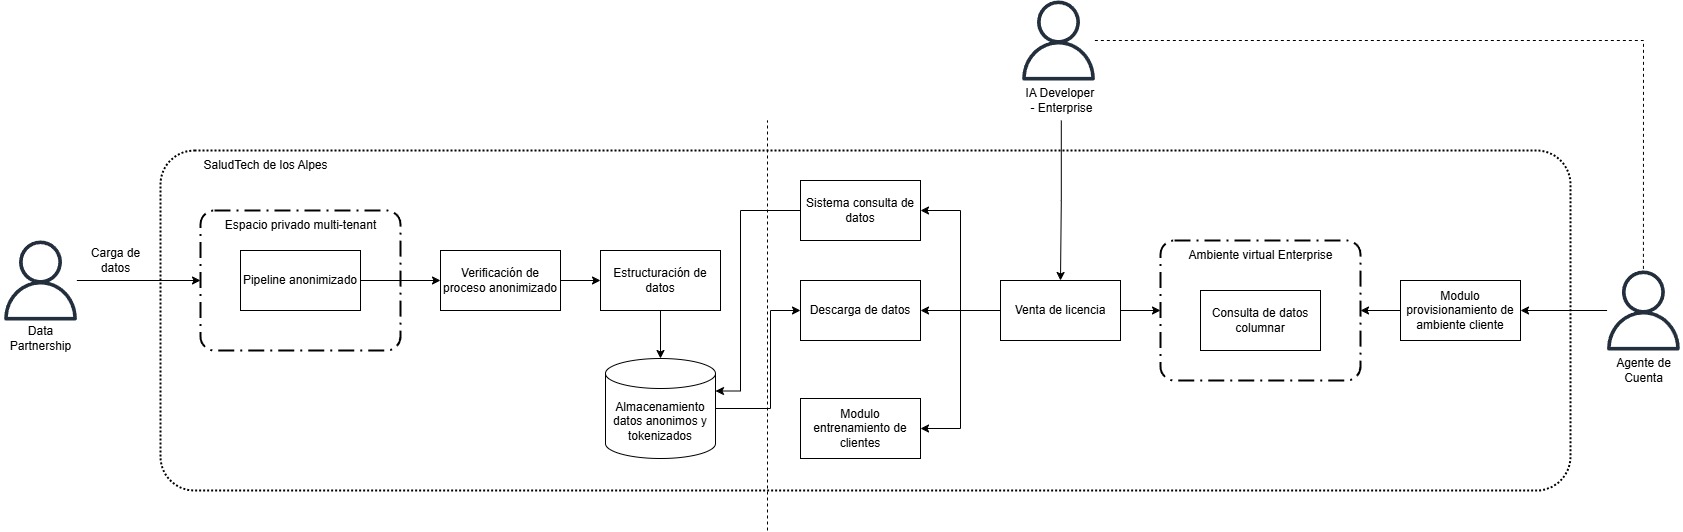 IA Developer
- Enterprise
SaludTech de los Alpes
Carga de
datos
Data
Partnership
Espacio privado multi-tenant
Pipeline anonimizado
Verificación de
proceso anonimizado
Estructuración de
datos
Almacenamiento
datos anonimos y
tokenizados
Sistema consulta de
datos
Descarga de datos
Modulo
entrenamiento de
clientes
Venta de licencia
Ambiente virtual Enterprise
Consulta de datos
columnar
Modulo
provisionamiento de
ambiente cliente
Agente de
Cuenta